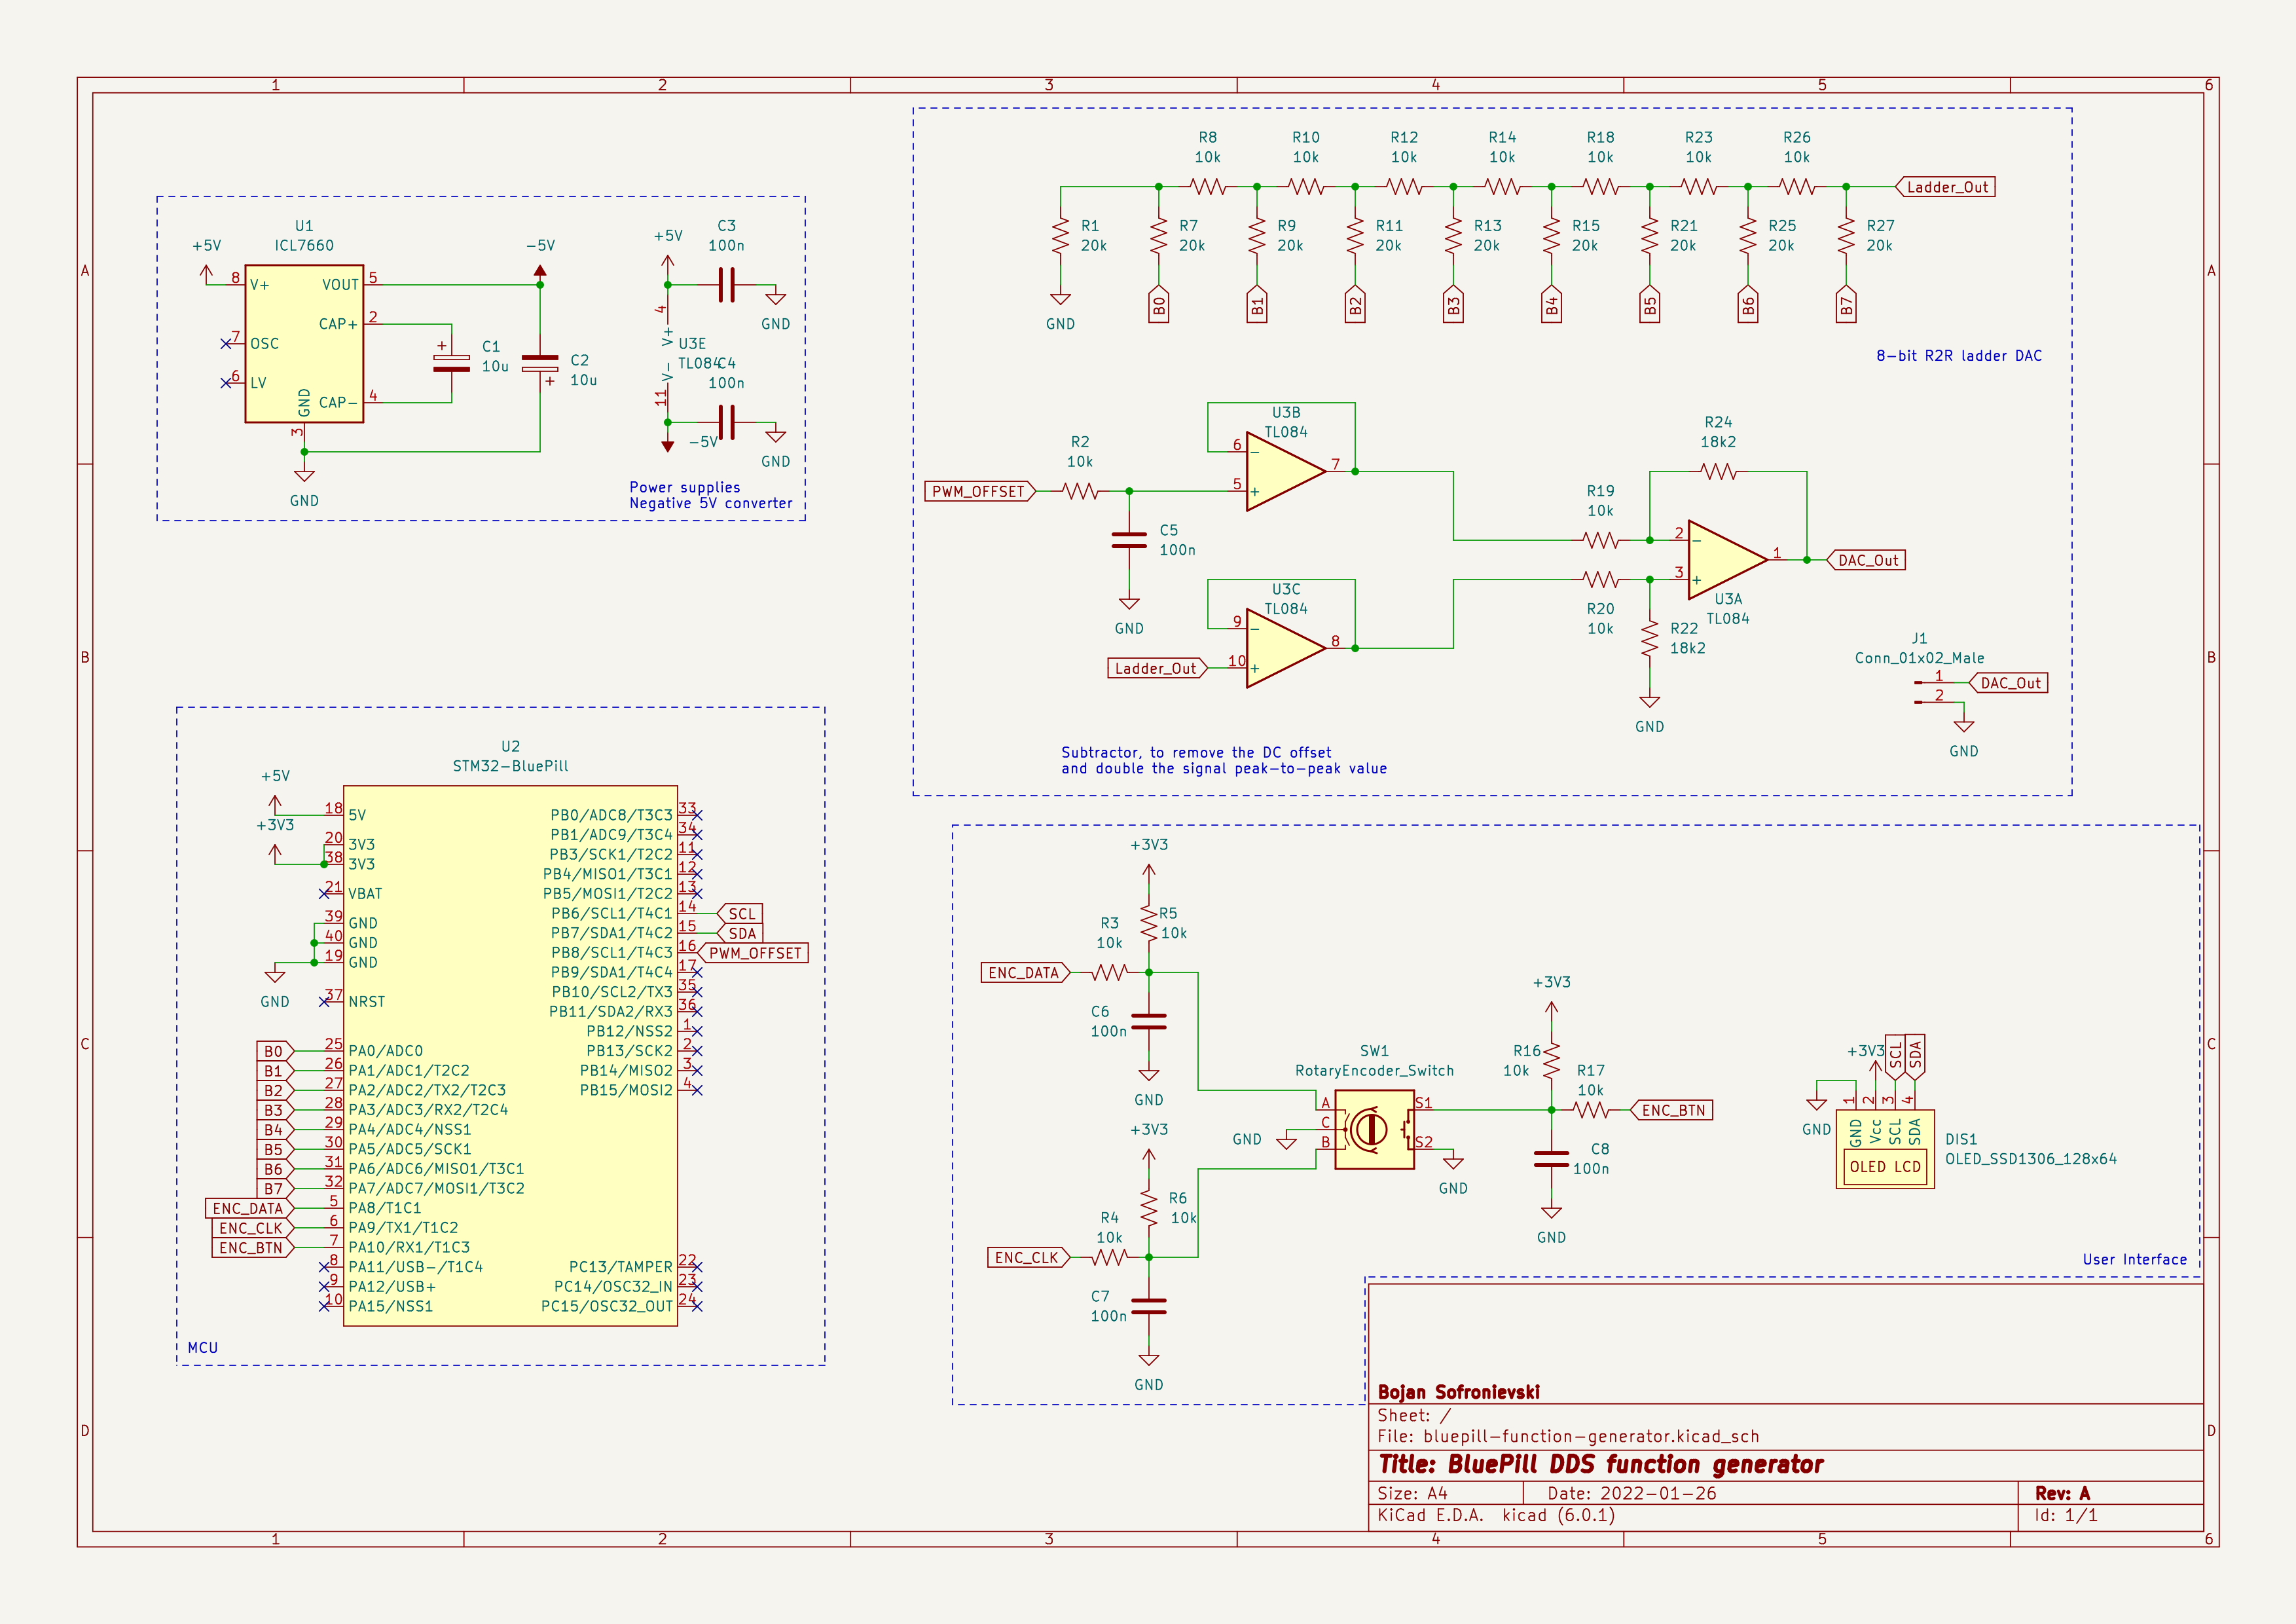 1 2 3 4 5 6
A
B
C
D
U1
ICL7660
+5V
-5V
8 V+
VOUT 5
CAP+ 2
7 OSC
6 LV
CAP- 4
GND
3
GND
C1
10u
C2
10u
+5V
C3
100n
GND
4
V+
U3E
TL084
V-
11
C4
100n
-5V
GND
Power supplies
Negative 5V converter
R8 R10 R12 R14 R18 R23 R26
10k 10k 10k 10k 10k 10k 10k
Ladder_Out
R1 R7 R9 R11 R13 R15 R21 R25 R27
20k 20k 20k 20k 20k 20k 20k 20k 20k
GND
B0 B1 B2 B3 B4 B5 B6 B7
8-bit R2R ladder DAC
U3B
TL084
6 -
5 +
7
R2
10k
PWM_OFFSET
C5
100n
GND
U3C
TL084
9 -
10 +
8
Ladder_Out
R24
18k2
R19
10k
2 -
3 +
1
DAC_Out
U3A
TL084
R20
10k
R22
18k2
GND
J1
Conn_01x02_Male
1 DAC_Out
2
GND
Subtractor, to remove the DC offset
and double the signal peak-to-peak value
U2
STM32-BluePill
+5V
18 5V
+3V3
20 3V3
38 3V3
21 VBAT
39 GND
40 GND
19 GND
GND
37 NRST
B0 25 PA0/ADC0
B1 26 PA1/ADC1/T2C2
B2 27 PA2/ADC2/TX2/T2C3
B3 28 PA3/ADC3/RX2/T2C4
B4 29 PA4/ADC4/NSS1
B5 30 PA5/ADC5/SCK1
B6 31 PA6/ADC6/MISO1/T3C1
B7 32 PA7/ADC7/MOSI1/T3C2
ENC_DATA 5 PA8/T1C1
ENC_CLK 6 PA9/TX1/T1C2
ENC_BTN 7 PA10/RX1/T1C3
8 PA11/USB-/T1C4
9 PA12/USB+
10 PA15/NSS1
PB0/ADC8/T3C3 33
PB1/ADC9/T3C4 34
PB3/SCK1/T2C2 11
PB4/MISO1/T3C1 12
PB5/MOSI1/T2C2 13
PB6/SCL1/T4C1 14 SCL
PB7/SDA1/T4C2 15 SDA
PB8/SCL1/T4C3 16 PWM_OFFSET
PB9/SDA1/T4C4 17
PB10/SCL2/TX3 35
PB11/SDA2/RX3 36
PB12/NSS2 1
PB13/SCK2 2
PB14/MISO2 3
PB15/MOSI2 4
PC13/TAMPER 22
PC14/OSC32_IN 23
PC15/OSC32_OUT 24
MCU
+3V3
R5
10k
R3
10k
ENC_DATA
C6
100n
GND
+3V3
R6
10k
R4
10k
ENC_CLK
C7
100n
GND
SW1
RotaryEncoder_Switch
A
C
B
S1
S2
GND
GND
+3V3
R16
10k
R17
10k
ENC_BTN
C8
100n
GND
+3V3
SCL SDA
GND
1 2 3 4
GND Vcc SCL SDA
OLED LCD
DIS1
OLED_SSD1306_128x64
User Interface
Bojan Sofronievski
Sheet: /
File: bluepill-function-generator.kicad_sch
Title: BluePill DDS function generator
Size: A4 Date: 2022-01-26 Rev: A
KiCad E.D.A. kicad (6.0.1) Id: 1/1
A
B
C
D
1 2 3 4 5 6